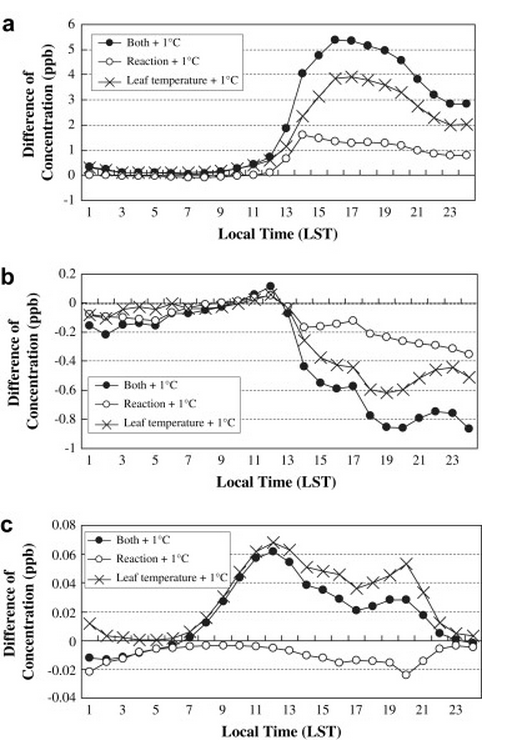 a
6
5
4
3
2
1
0
-1
Difference of
Concentration (ppb)
Both + 1°C
Reaction + 1°C
Leaf temperature + 1°C
1 3 5 7 9 11 13 15 17 19 21 23
Local Time (LST)
b
0.2
0
-0.2
-0.4
-0.6
-0.8
-1
Difference of
Concentration (ppb)
Both + 1°C
Reaction + 1°C
Leaf temperature + 1°C
1 3 5 7 9 11 13 15 17 19 21 23
Local Time (LST)
c
0.08
0.06
0.04
0.02
0
-0.02
-0.04
Difference of
Concentration (ppb)
Both + 1°C
Reaction + 1°C
Leaf temperature + 1°C
1 3 5 7 9 11 13 15 17 19 21 23
Local Time (LST)